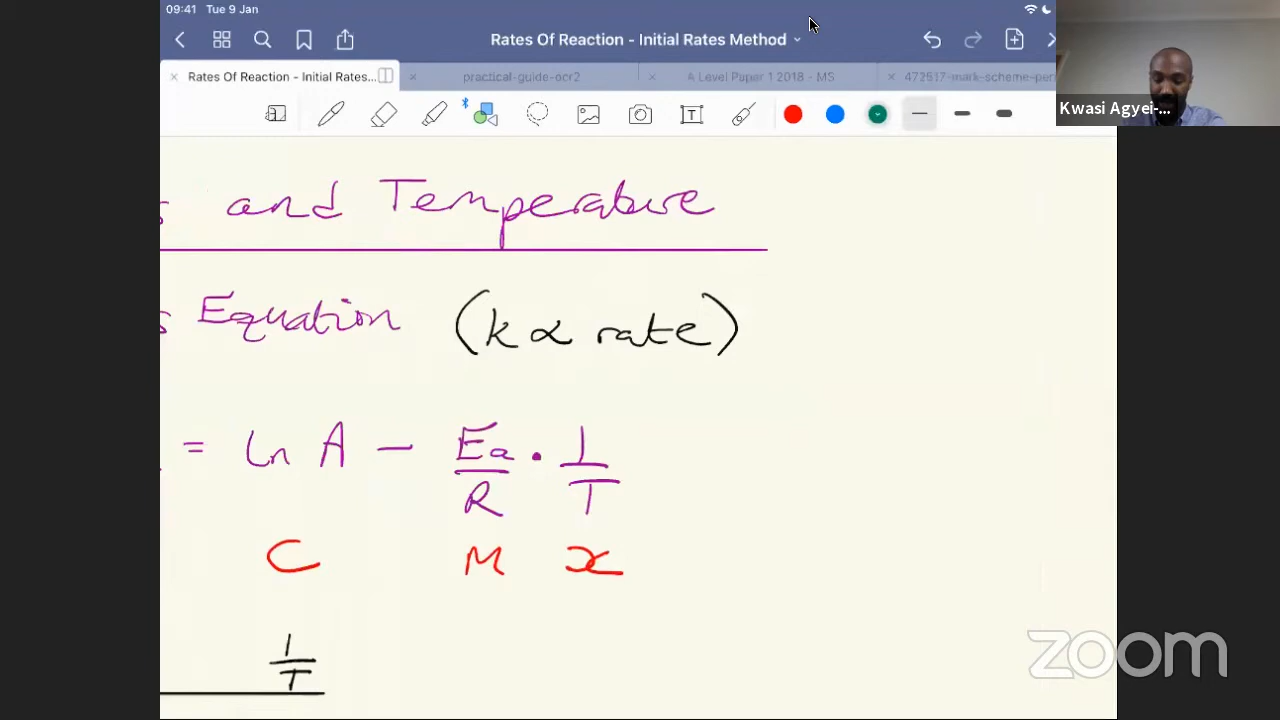 09:41 Tue 9 Jan
Rates Of Reaction - Initial Rates Method
Rates Of Reaction - Initial Rates...
practical-guide-ocr2
A Level Paper 1 2018 - MS
472517-mark-scheme-per
Kwasi Agyei-...
s and Temperature
s Equation (k ∝ rate)
= ln A - Ea/R · 1/T
C M x
1/T
zoom